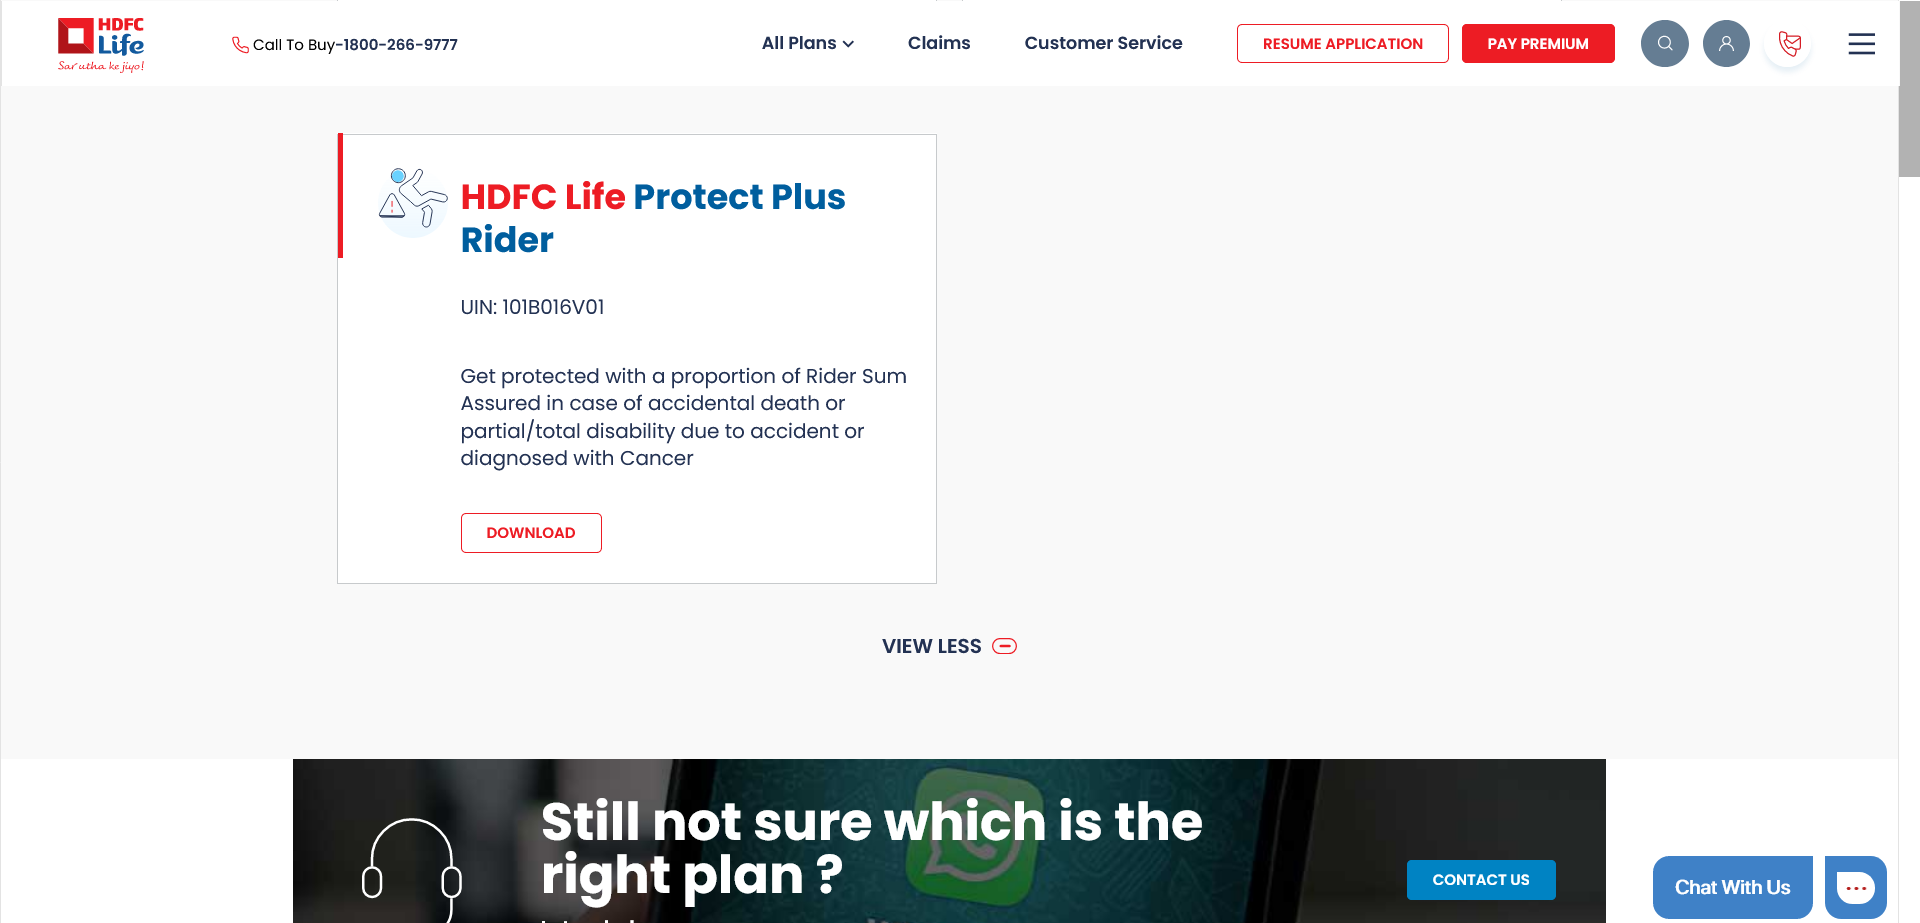 HDFC
Life
Sar utha ke jiyo!
Call To Buy-1800-266-9777
All Plans
Claims
Customer Service
RESUME APPLICATION
PAY PREMIUM
HDFC Life Protect Plus
Rider
UIN: 101B016V01
Get protected with a proportion of Rider Sum
Assured in case of accidental death or
partial/total disability due to accident or
diagnosed with Cancer
DOWNLOAD
VIEW LESS
Still not sure which is the
right plan ?
CONTACT US
Chat With Us